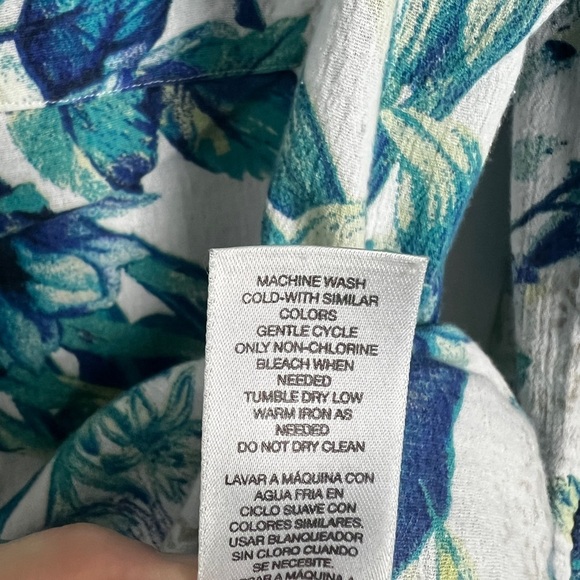 MACHINE WASH
COLD-WITH SIMILAR
COLORS
GENTLE CYCLE
ONLY NON-CHLORINE
BLEACH WHEN
NEEDED
TUMBLE DRY LOW
WARM IRON AS
NEEDED
DO NOT DRY CLEAN
LAVAR A MÁQUINA CON
AGUA FRIA EN
CICLO SUAVE CON
COLORES SIMILARES.
USAR BLANQUEADOR
SIN CLORO CUANDO
SE NECESITE.
A MÁQUINA